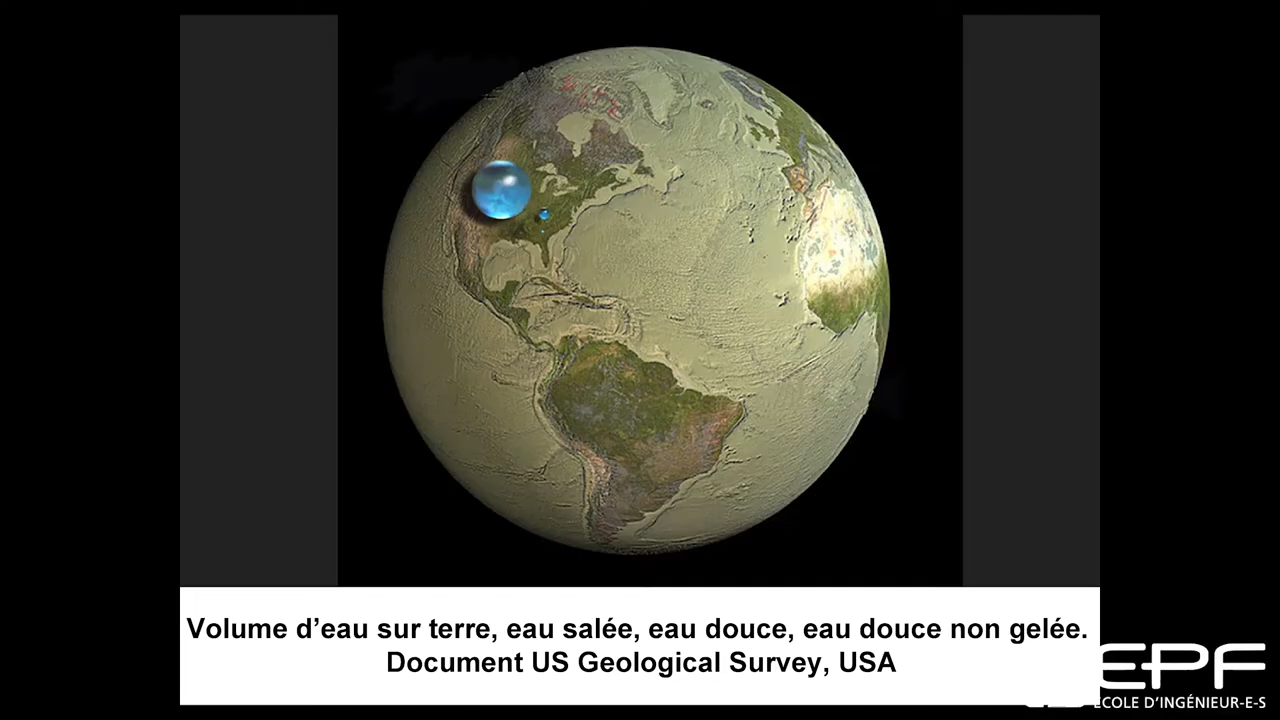 Volume d’eau sur terre, eau salée, eau douce, eau douce non gelée.
Document US Geological Survey, USA
EPF
ECOLE D'INGÉNIEUR-E-S